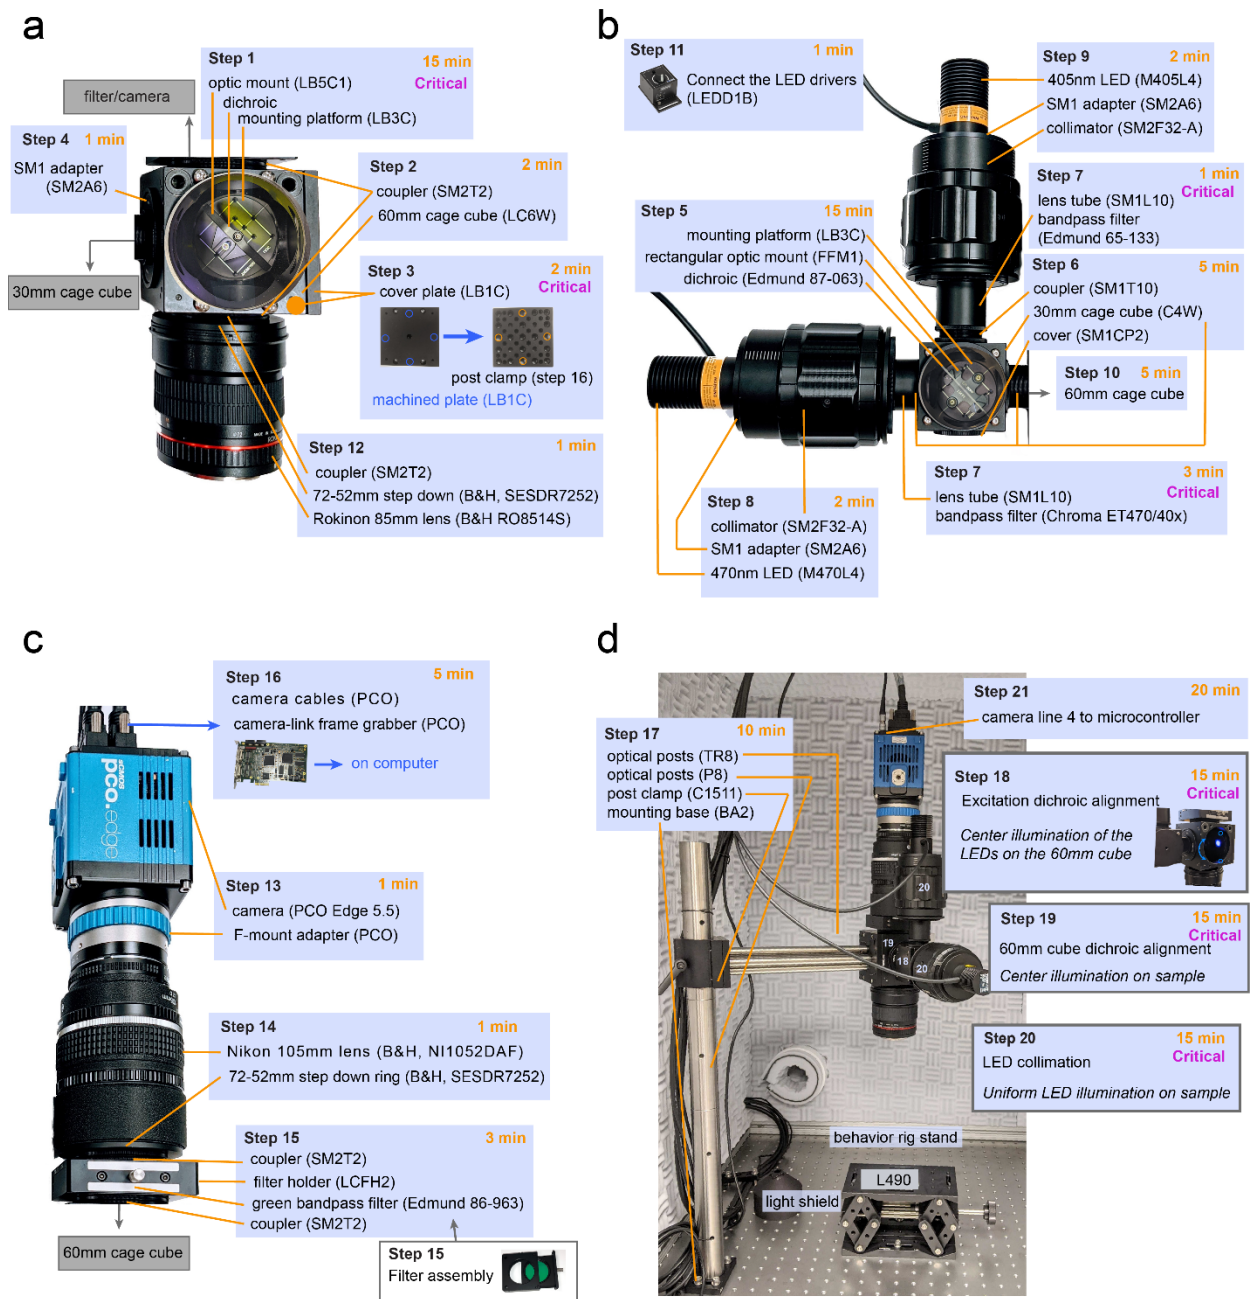 a
Step 1
15 min
Critical
optic mount (LB5C1)
dichroic
mounting platform (LB3C)
filter/camera
Step 4 1 min
SM1 adapter
(SM2A6)
Step 2
2 min
coupler (SM2T2)
60mm cage cube (LC6W)
30mm cage cube
Step 3
2 min
Critical
cover plate (LB1C)
post clamp (step 16)
machined plate (LB1C)
Step 12
1 min
coupler (SM2T2)
72-52mm step down (B&H, SESDR7252)
Rokinon 85mm lens (B&H RO8514S)
b
Step 11
1 min
Connect the LED drivers
(LEDD1B)
Step 9
2 min
405nm LED (M405L4)
SM1 adapter (SM2A6)
collimator (SM2F32-A)
Step 7
1 min
Critical
lens tube (SM1L10)
bandpass filter
(Edmund 65-133)
Step 5
15 min
mounting platform (LB3C)
rectangular optic mount (FFM1)
dichroic (Edmund 87-063)
Step 6
5 min
coupler (SM1T10)
30mm cage cube (C4W)
cover (SM1CP2)
Step 10 5 min
60mm cage cube
Step 7
3 min
Critical
lens tube (SM1L10)
bandpass filter (Chroma ET470/40x)
Step 8
2 min
collimator (SM2F32-A)
SM1 adapter (SM2A6)
470nm LED (M470L4)
c
Step 16
5 min
camera cables (PCO)
camera-link frame grabber (PCO)
on computer
sCMOS
pco.edge
Step 13
1 min
camera (PCO Edge 5.5)
F-mount adapter (PCO)
Step 14
1 min
Nikon 105mm lens (B&H, NI1052DAF)
72-52mm step down ring (B&H, SESDR7252)
Step 15
3 min
coupler (SM2T2)
filter holder (LCFH2)
green bandpass filter (Edmund 86-963)
coupler (SM2T2)
60mm cage cube
Step 15
Filter assembly
d
Step 21
20 min
camera line 4 to microcontroller
Step 17
10 min
optical posts (TR8)
optical posts (P8)
post clamp (C1511)
mounting base (BA2)
Step 18
15 min
Critical
Excitation dichroic alignment
Center illumination of the
LEDs on the 60mm cube
20
19
18
20
Step 19
15 min
Critical
60mm cube dichroic alignment
Center illumination on sample
Step 20
15 min
Critical
LED collimation
Uniform LED illumination on sample
behavior rig stand
L490
light shield